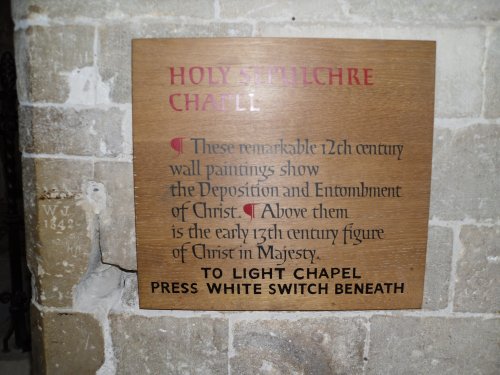 HOLY SEPULCHRE
CHAPEL
¶ These remarkable 12th century
wall paintings show
the Deposition and Entombment
of Christ. ¶ Above them
is the early 13th century figure
of Christ in Majesty.
TO LIGHT CHAPEL
PRESS WHITE SWITCH BENEATH
W J
1842